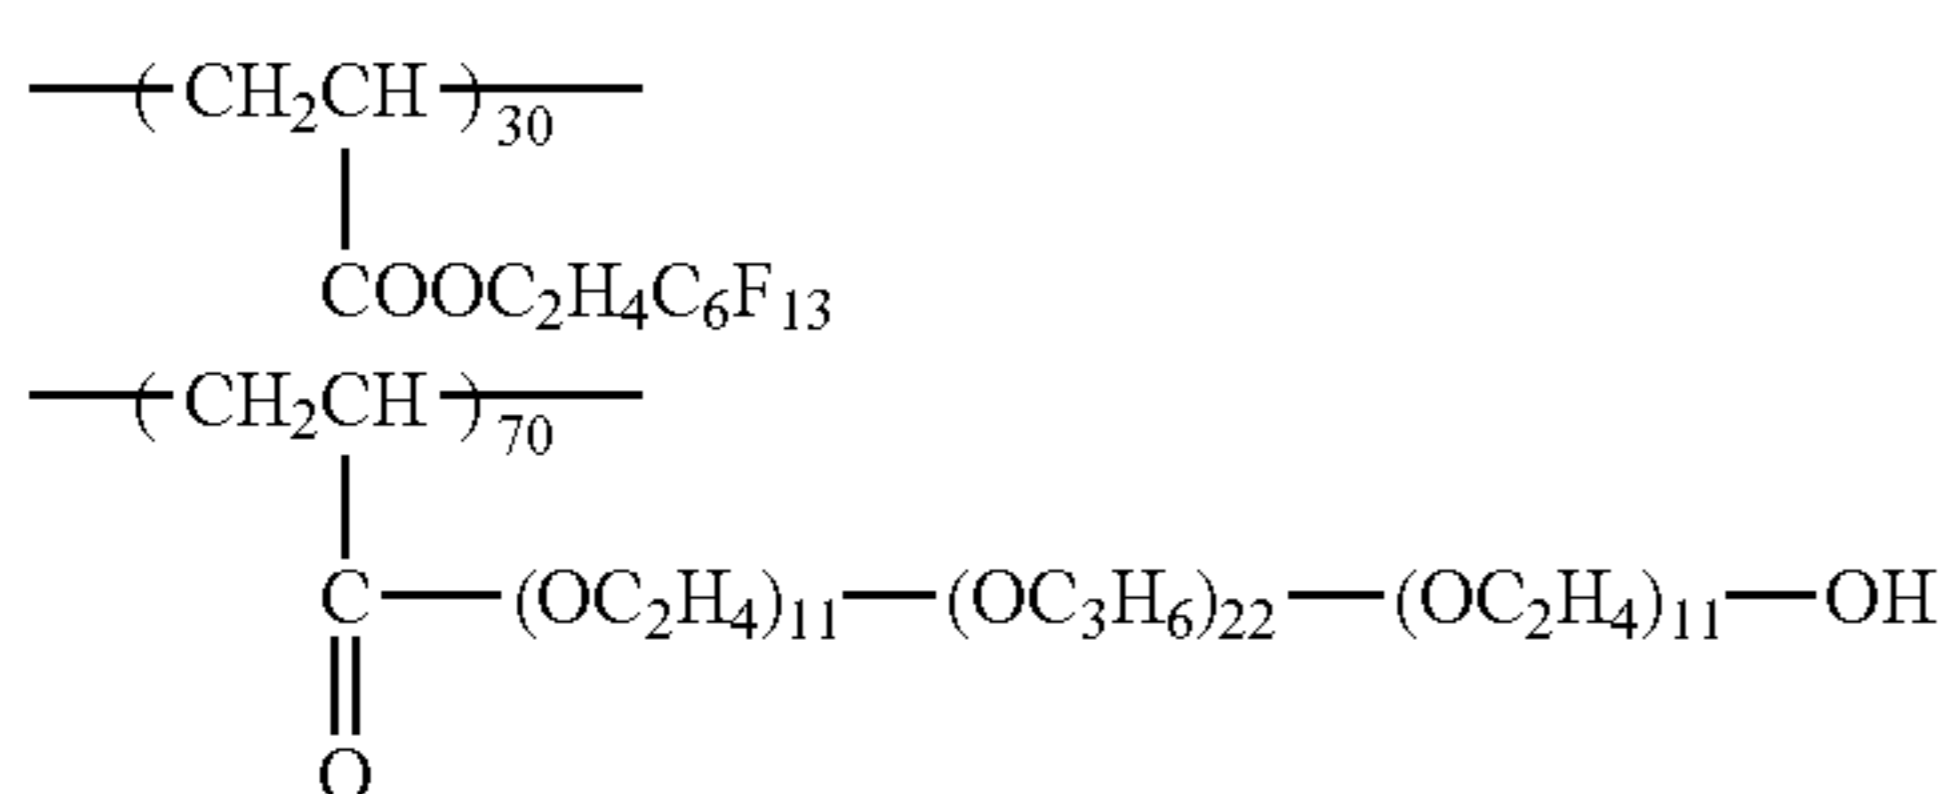 —(CH₂CH)₃₀—
COOC₂H₄C₆F₁₃
—(CH₂CH)₇₀—
C—(OC₂H₄)₁₁—(OC₃H₆)₂₂—(OC₂H₄)₁₁—OH
O